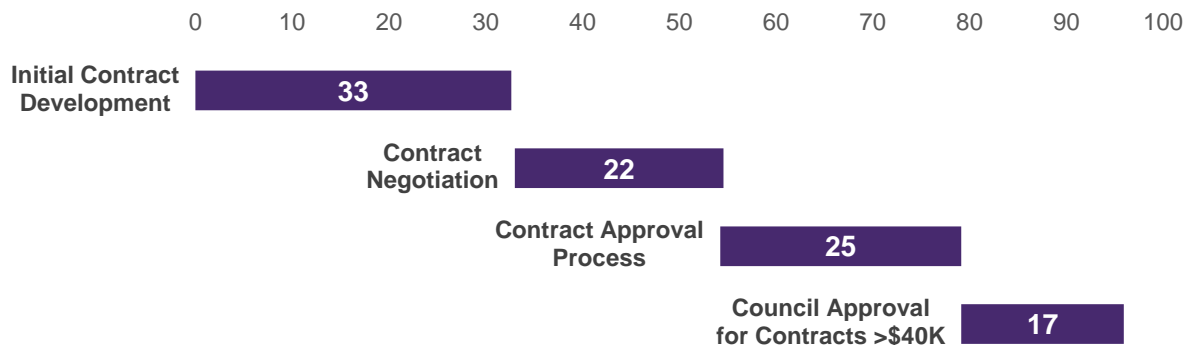 0 10 20 30 40 50 60 70 80 90 100
Initial Contract
Development
33
Contract
Negotiation
22
Contract Approval
Process
25
Council Approval
for Contracts >$40K
17